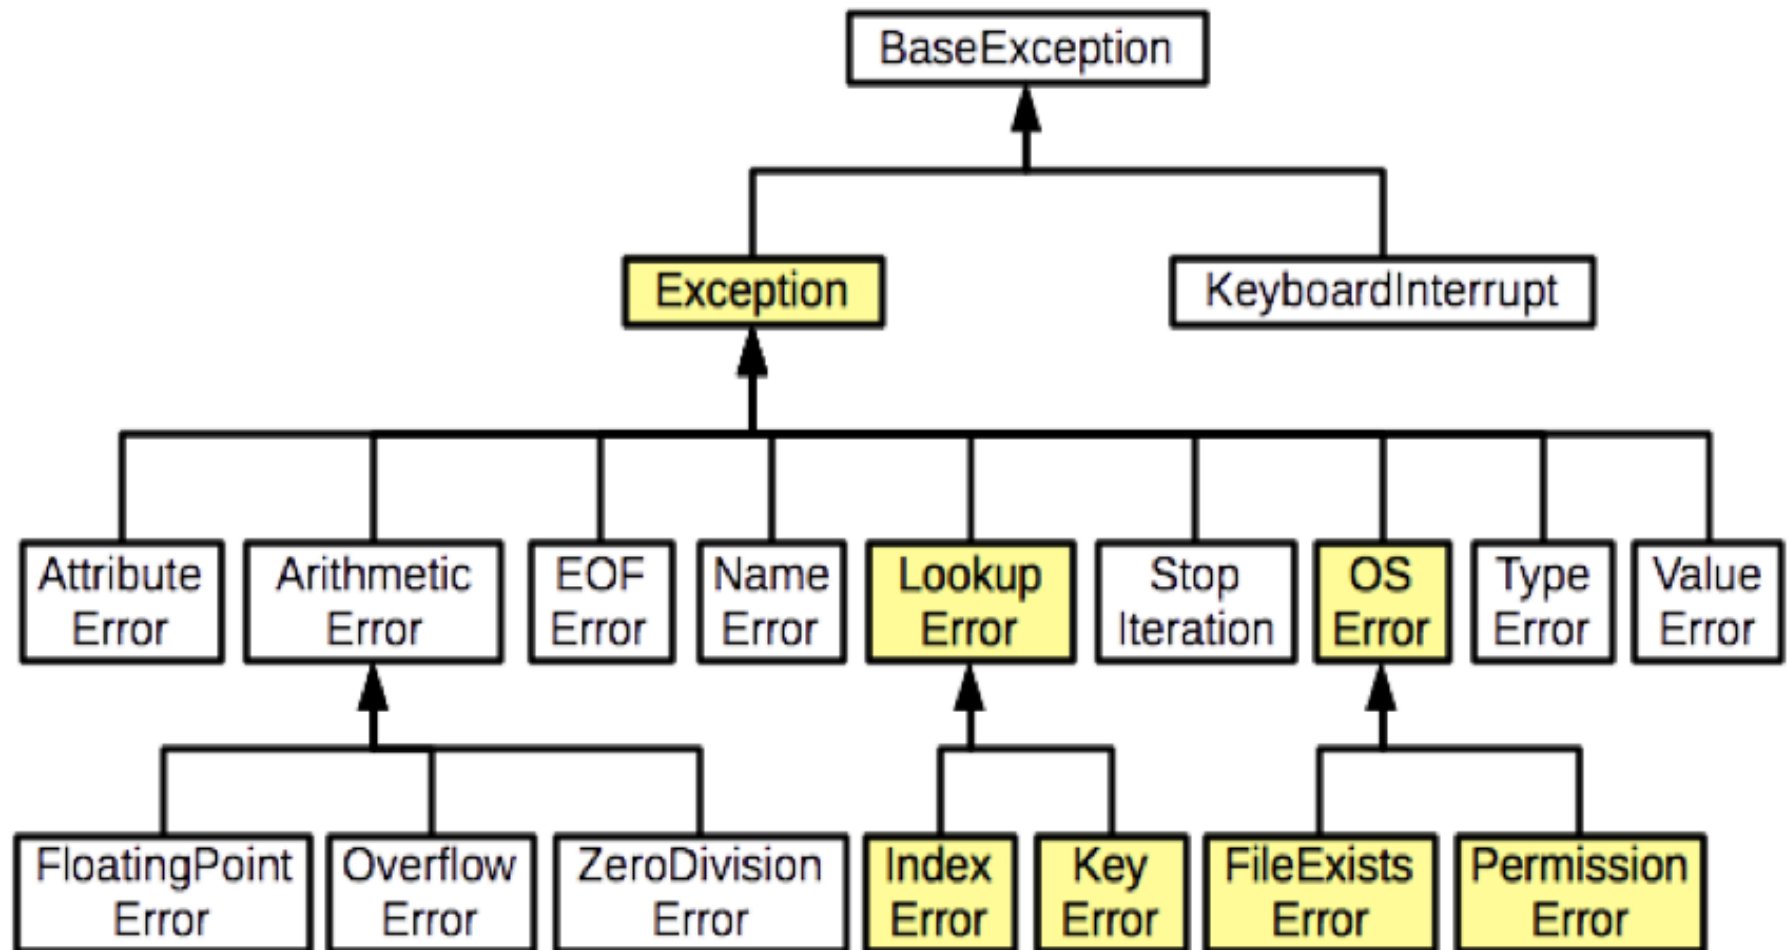 BaseException
Exception
KeyboardInterrupt
Attribute
Error
Arithmetic
Error
EOF
Error
Name
Error
Lookup
Error
Stop
Iteration
OS
Error
Type
Error
Value
Error
FloatingPoint
Error
Overflow
Error
ZeroDivision
Error
Index
Error
Key
Error
FileExists
Error
Permission
Error